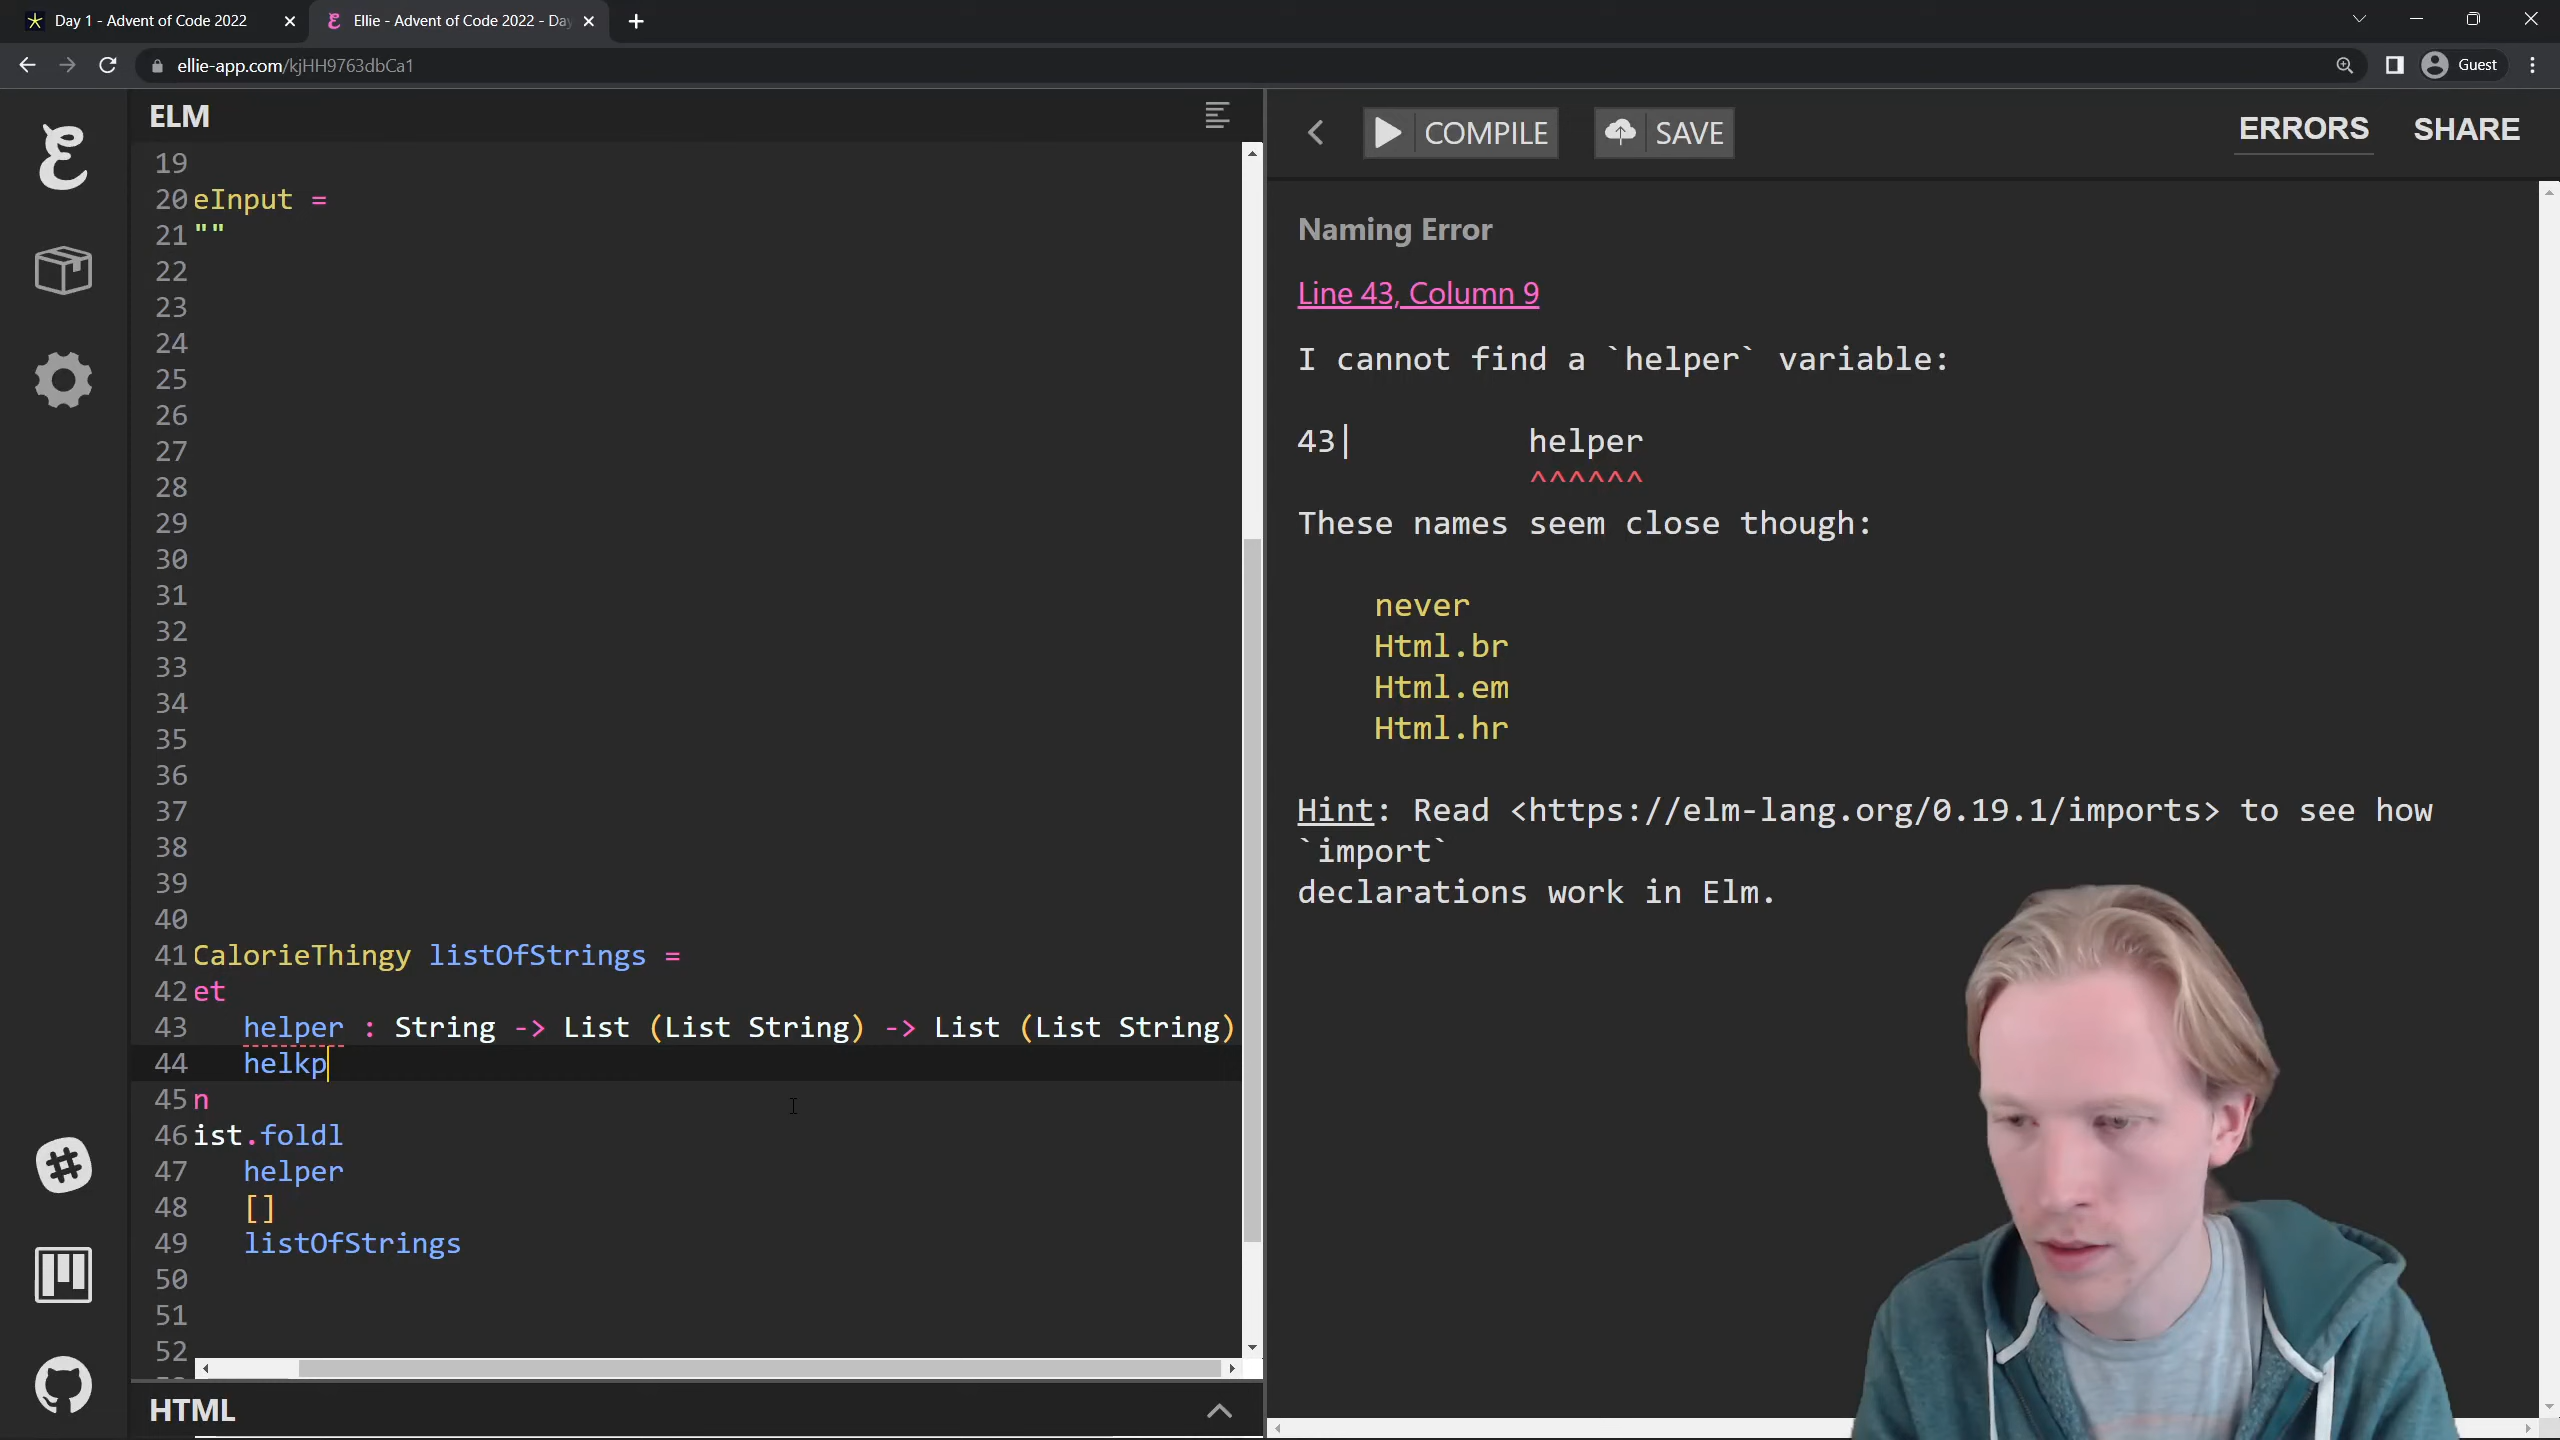 Day 1 - Advent of Code 2022
Ellie - Advent of Code 2022 - Da
ellie-app.com/kjHH9763dbCa1
Guest
ELM
COMPILE
SAVE
ERRORS
SHARE
19
20 eInput =
21 ""
22
23
24
25
26
27
28
29
30
31
32
33
34
35
36
37
38
39
40
41 CalorieThingy listOfStrings =
42 et
43 helper : String -> List (List String) -> List (List String)
44 helkp
45 n
46 ist.foldl
47 helper
48 []
49 listOfStrings
50
51
52
HTML
Naming Error
Line 43, Column 9
I cannot find a `helper` variable:
43| helper
^^^^^^
These names seem close though:
never
Html.br
Html.em
Html.hr
Hint: Read <https://elm-lang.org/0.19.1/imports> to see how
`import`
declarations work in Elm.